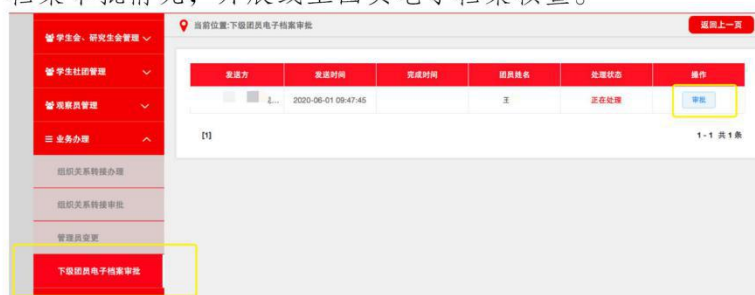 档案审批情况，开展线上团员电子档案核查。
学生会、研究生会管理
当前位置:下级团员电子档案审批
返回上一页
学生社团管理
发送方 发送时间 完成时间 团员姓名 处理状态 操作
2020-06-01 09:47:45 王 正在处理 审批
观察员管理
业务办理
[1] 1-1 共1条
组织关系转接办理
组织关系转接审批
管理员变更
下级团员电子档案审批